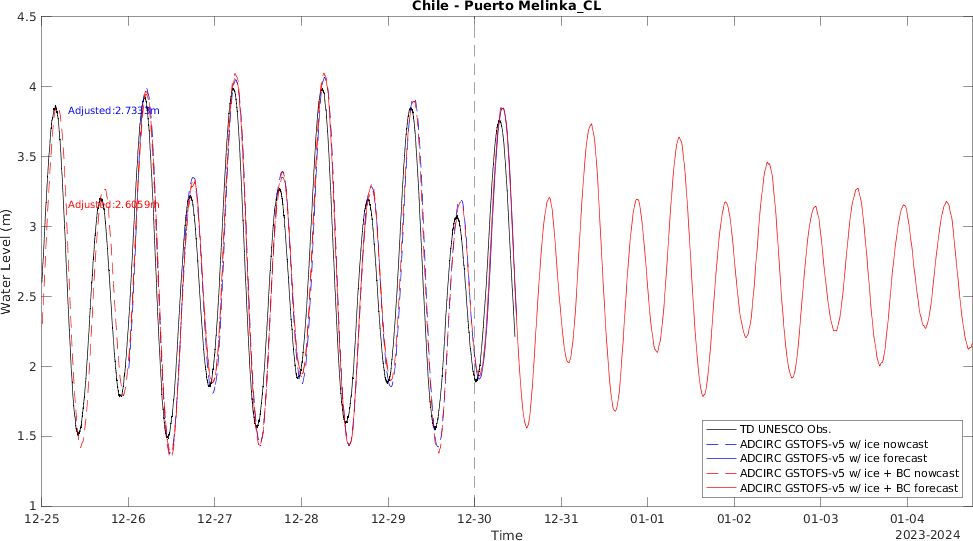 Chile - Puerto Melinka_CL
4.5
4
3.5
3
2.5
2
1.5
1
Water Level (m)
Adjusted:2.7333m
Adjusted:2.6059m
TD UNESCO Obs.
ADCIRC GSTOFS-v5 w/ ice nowcast
ADCIRC GSTOFS-v5 w/ ice forecast
ADCIRC GSTOFS-v5 w/ ice + BC nowcast
ADCIRC GSTOFS-v5 w/ ice + BC forecast
12-25 12-26 12-27 12-28 12-29 12-30 12-31 01-01 01-02 01-03 01-04
Time
2023-2024